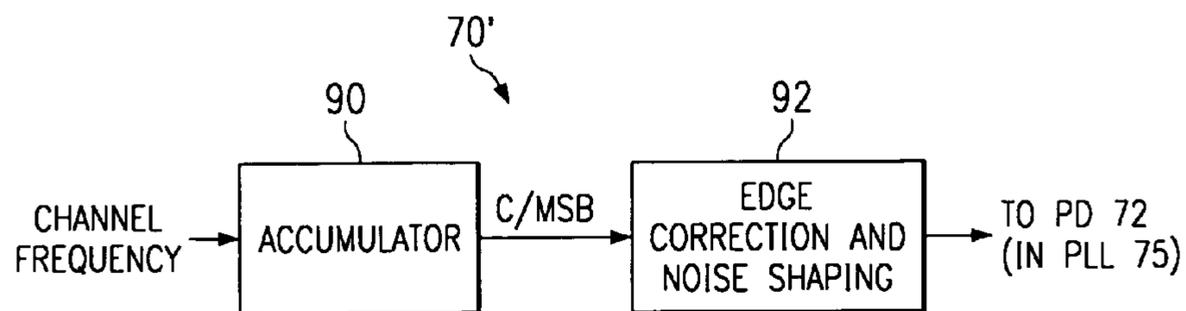 70'
90
92
CHANNEL
FREQUENCY
ACCUMULATOR
C/MSB
EDGE
CORRECTION AND
NOISE SHAPING
TO PD 72
(IN PLL 75)